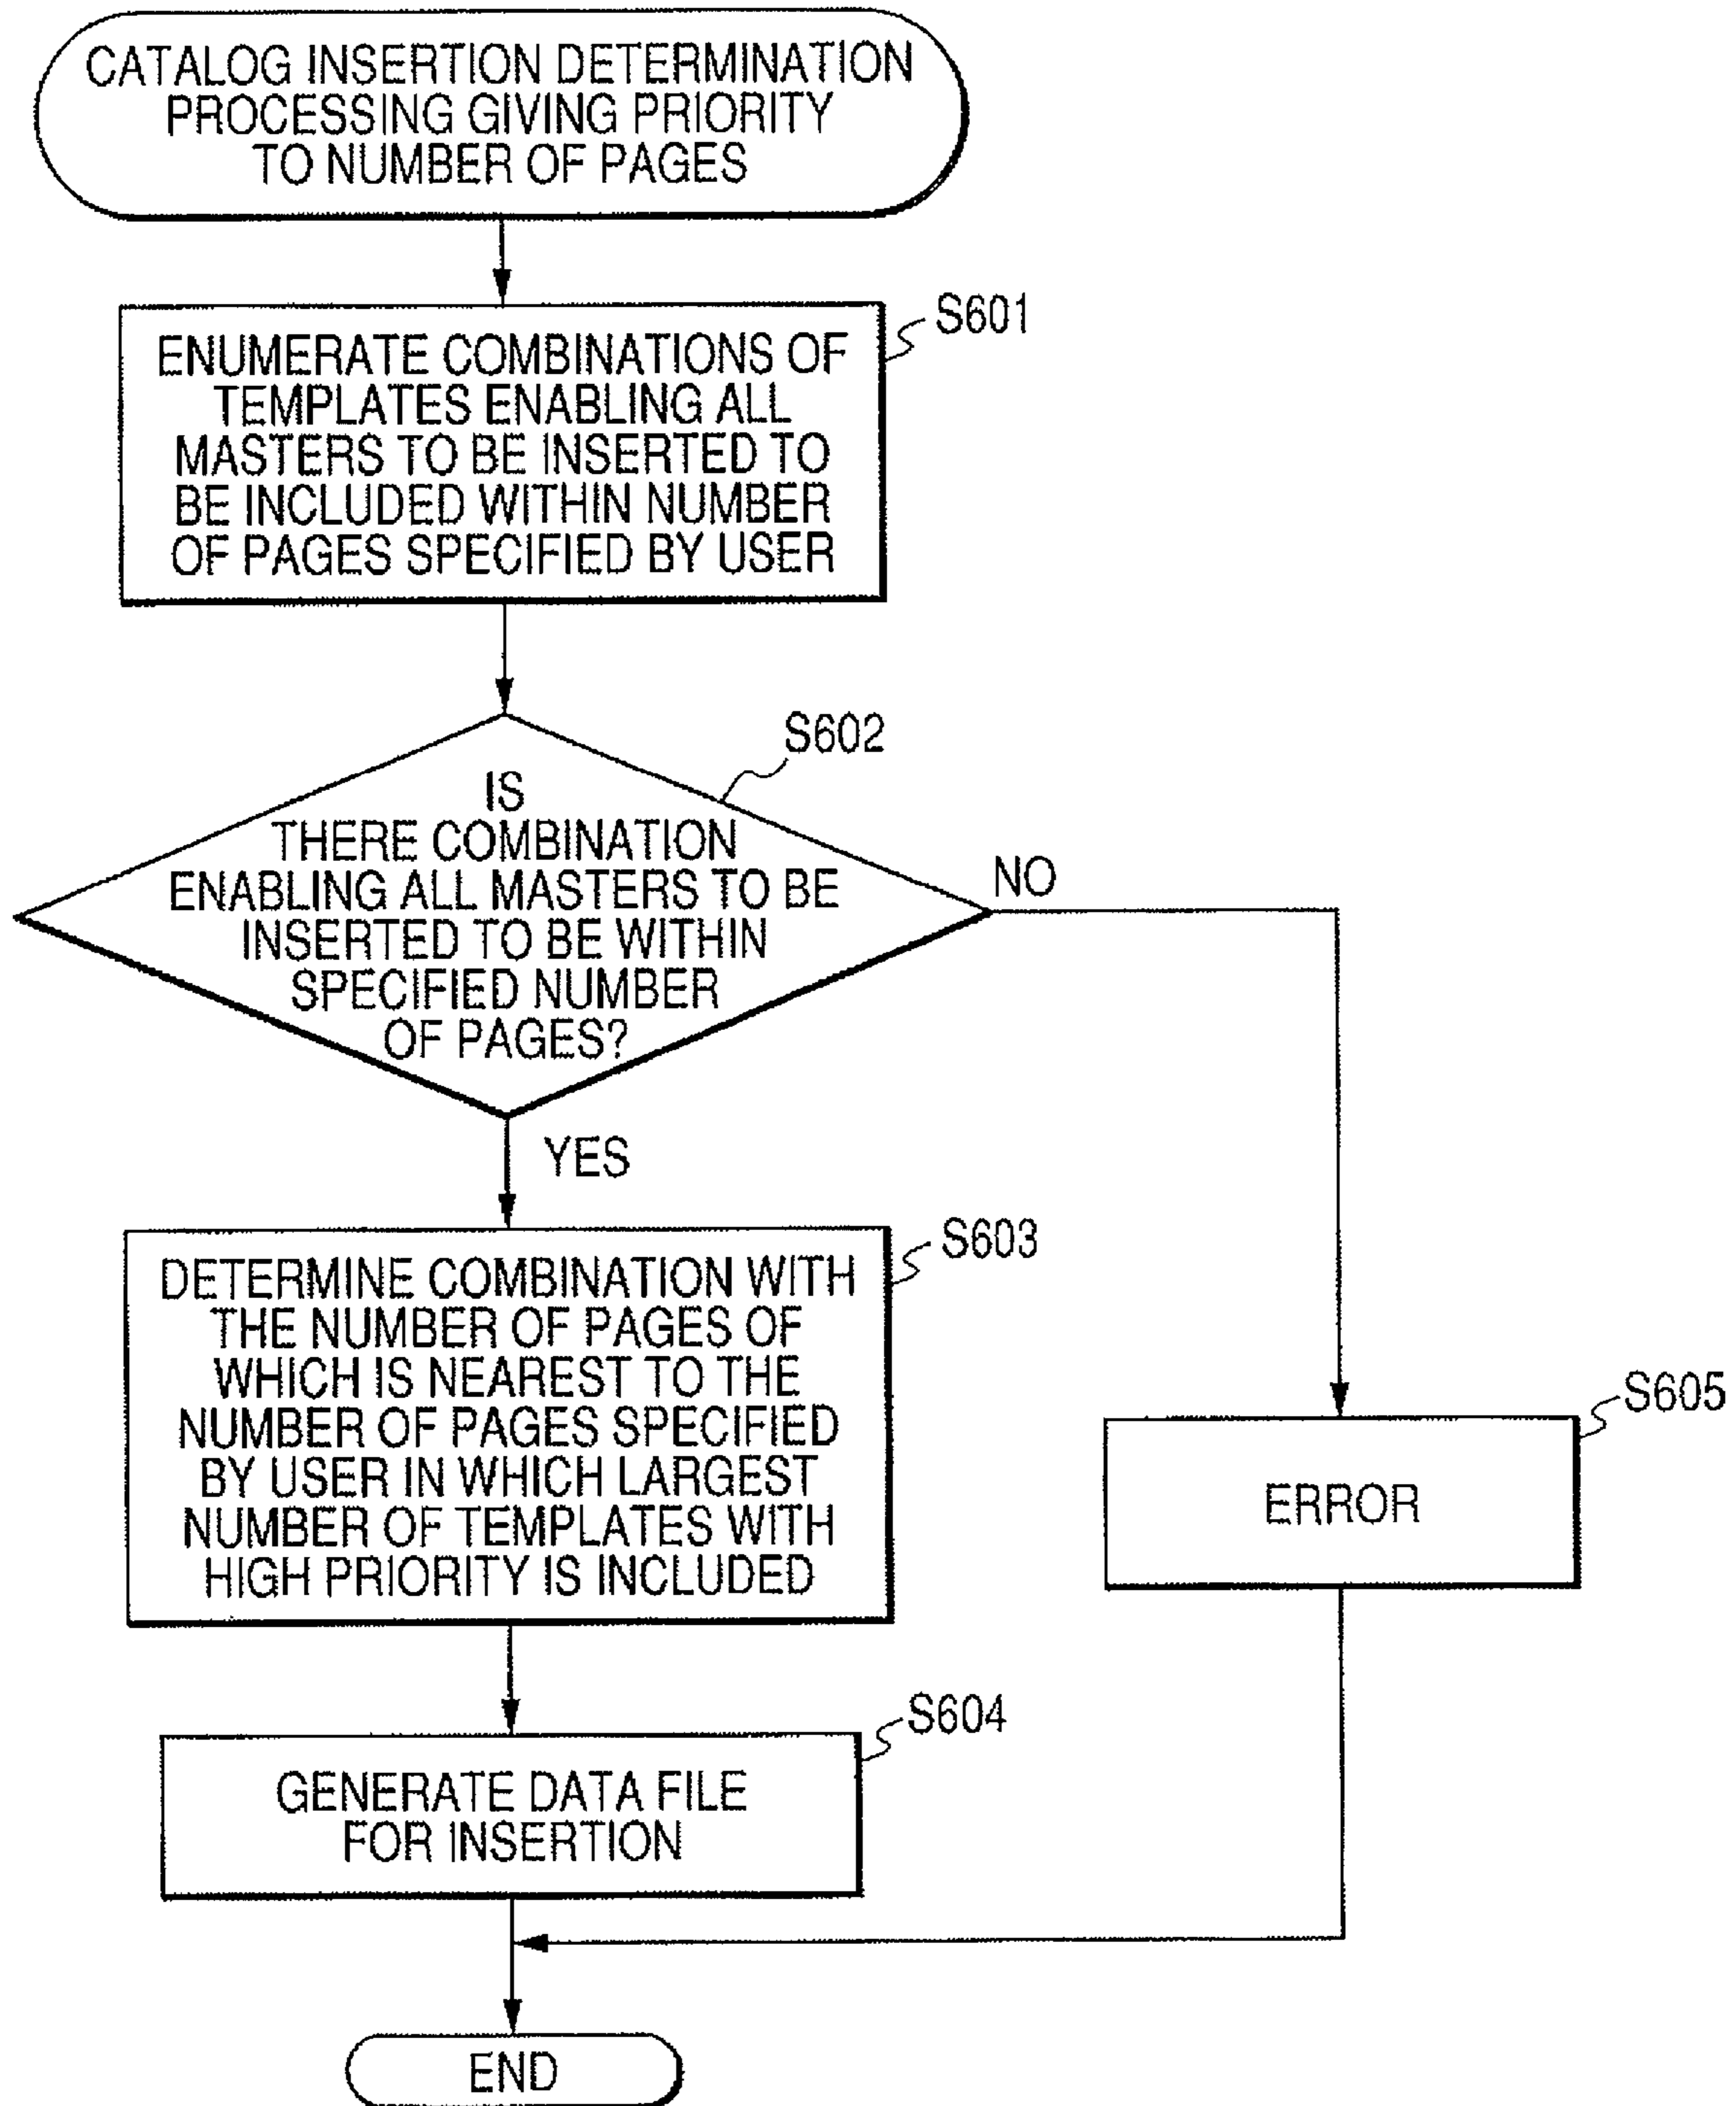 CATALOG INSERTION DETERMINATION
PROCESSING GIVING PRIORITY
TO NUMBER OF PAGES
S601
ENUMERATE COMBINATIONS OF
TEMPLATES ENABLING ALL
MASTERS TO BE INSERTED TO
BE INCLUDED WITHIN NUMBER
OF PAGES SPECIFIED BY USER
S602
IS
THERE COMBINATION
ENABLING ALL MASTERS TO BE
INSERTED TO BE WITHIN
SPECIFIED NUMBER
OF PAGES?
NO
YES
S603
DETERMINE COMBINATION WITH
THE NUMBER OF PAGES OF
WHICH IS NEAREST TO THE
NUMBER OF PAGES SPECIFIED
BY USER IN WHICH LARGEST
NUMBER OF TEMPLATES WITH
HIGH PRIORITY IS INCLUDED
S605
ERROR
S604
GENERATE DATA FILE
FOR INSERTION
END